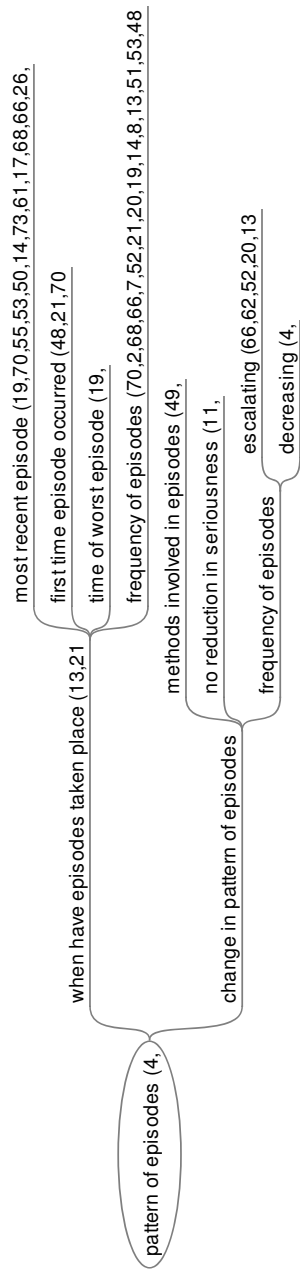 pattern of episodes (4,
when have episodes taken place (13,21
most recent episode (19,70,55,53,50,14,73,61,17,68,66,26,
first time episode occurred (48,21,70
time of worst episode (19,
frequency of episodes (70,2,68,66,7,52,21,20,19,14,8,13,51,53,48
change in pattern of episodes
methods involved in episodes (49,
no reduction in seriousness (11,
frequency of episodes
escalating (66,62,52,20,13
decreasing (4,